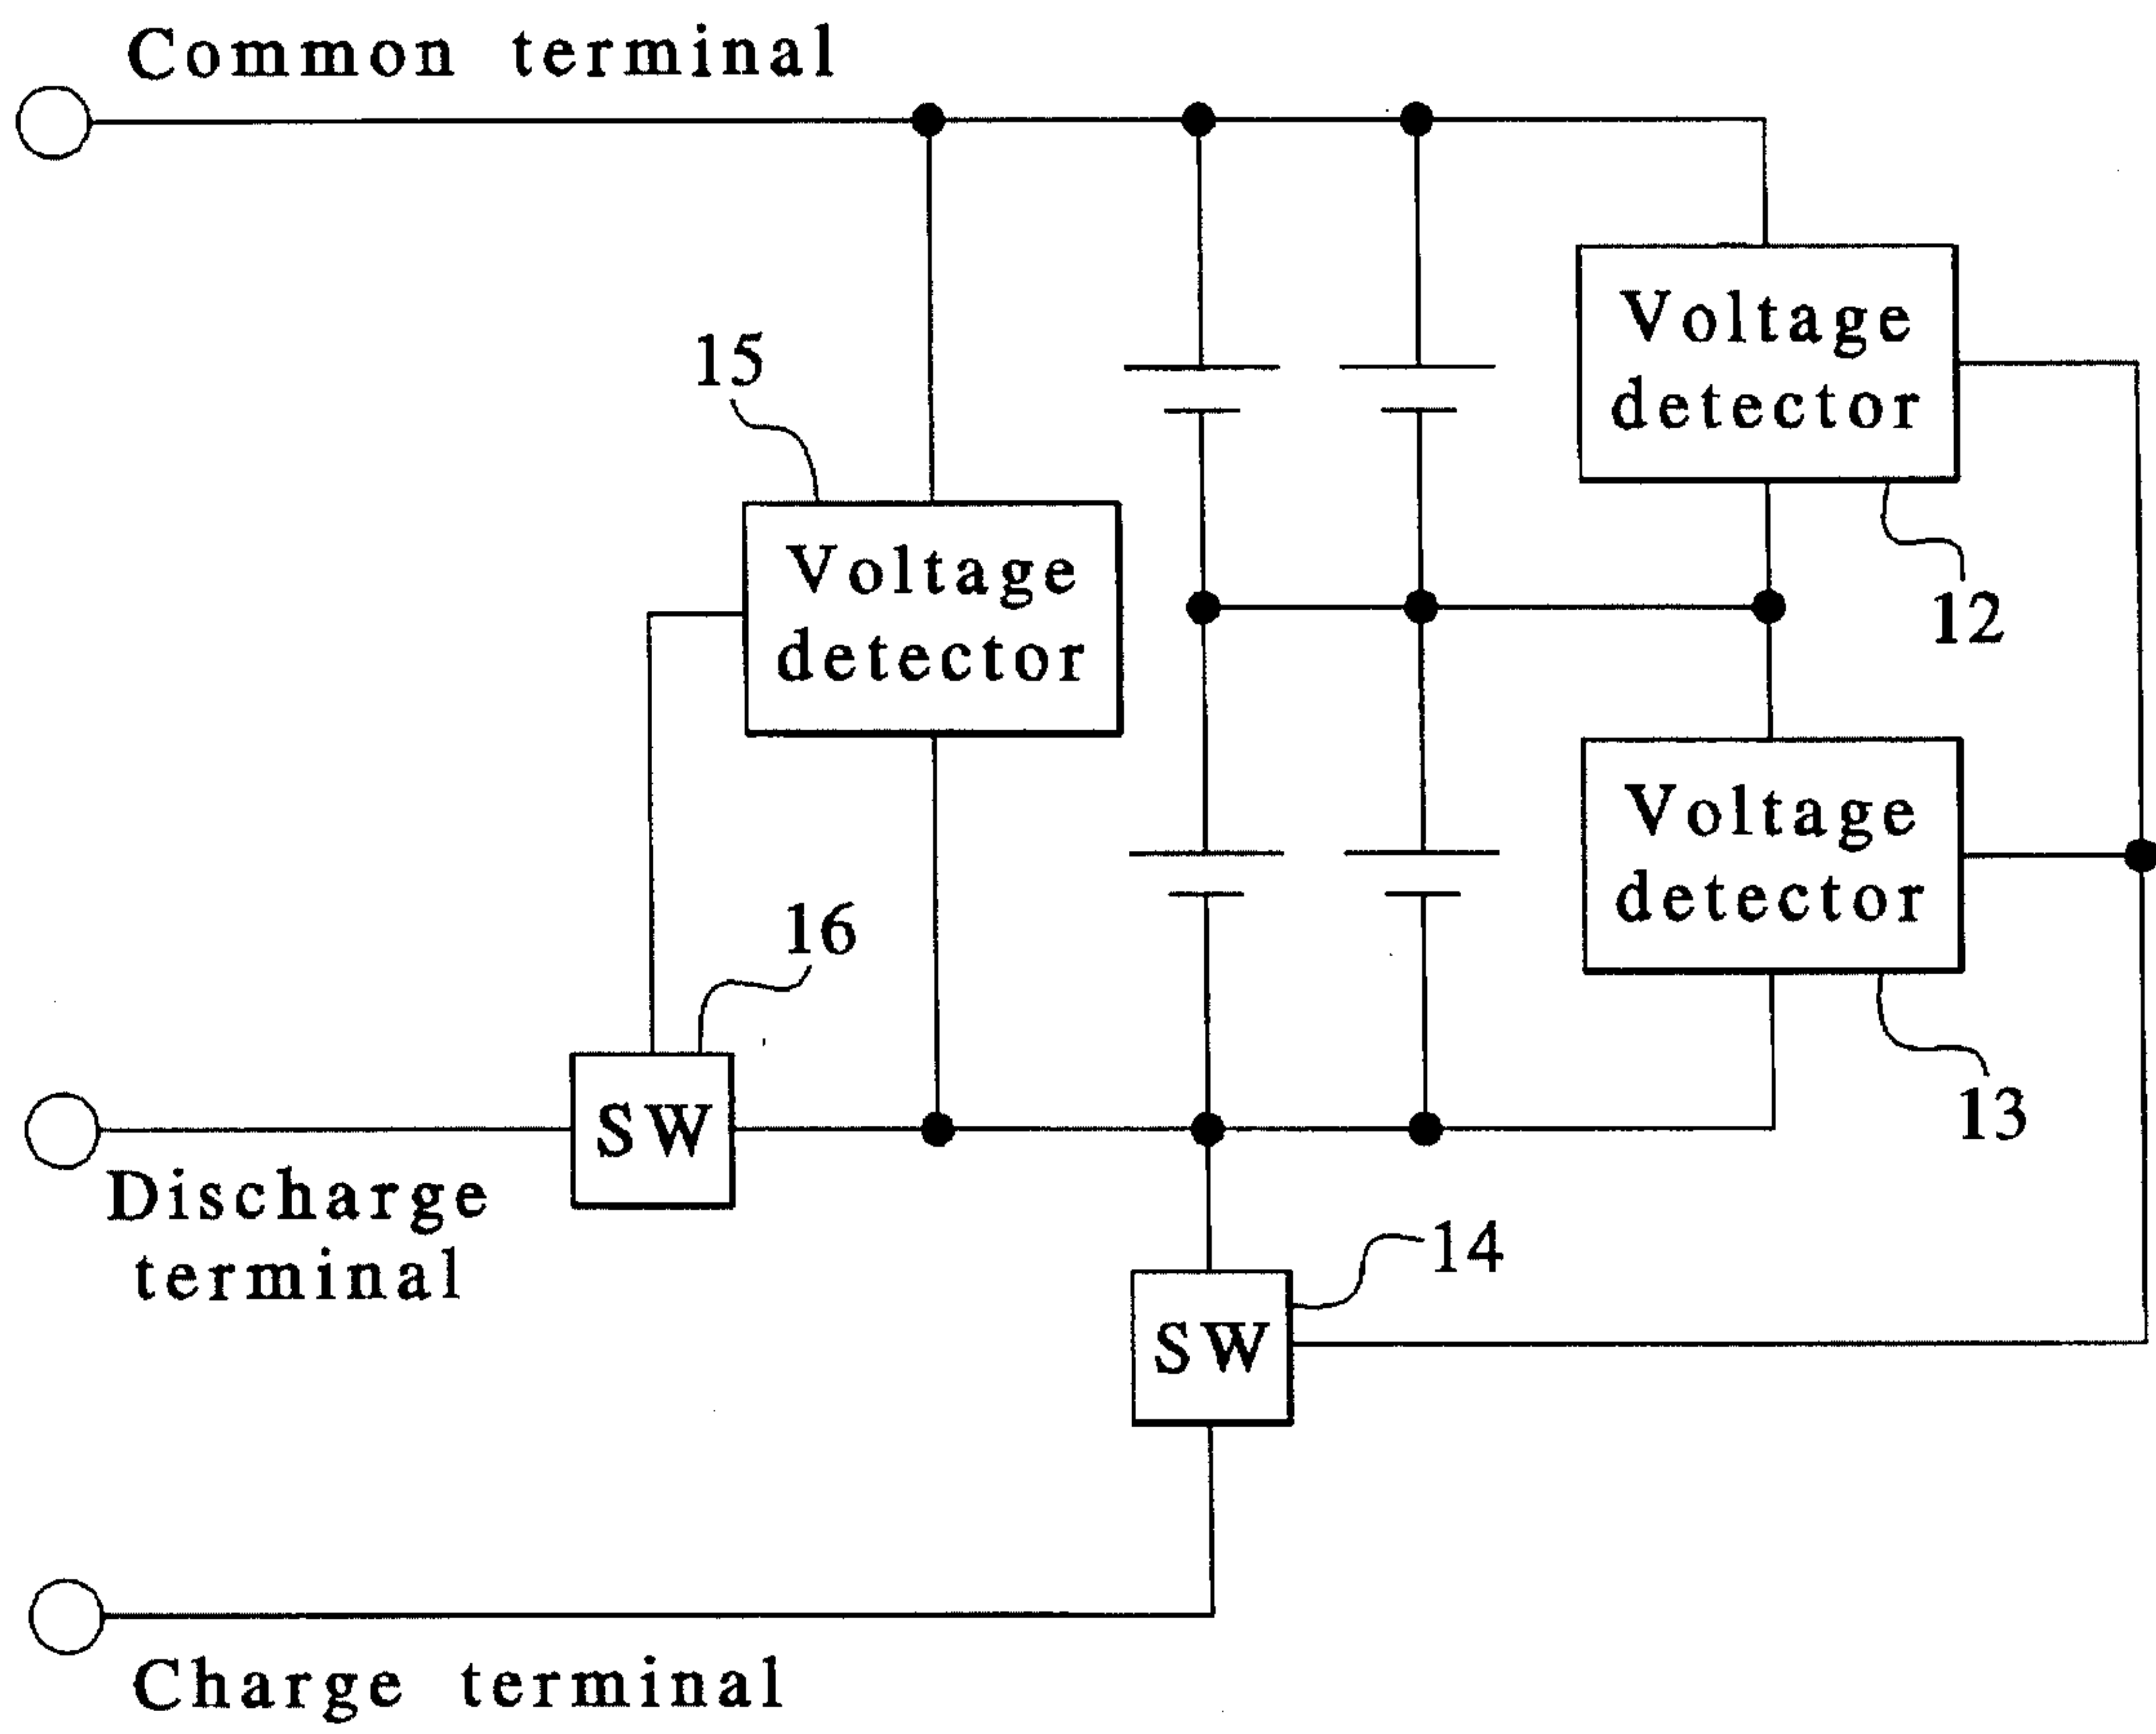 Common terminal
Voltage
detector
15
Voltage
detector
12
Voltage
detector
16
13
SW
Discharge
terminal
14
SW
Charge terminal